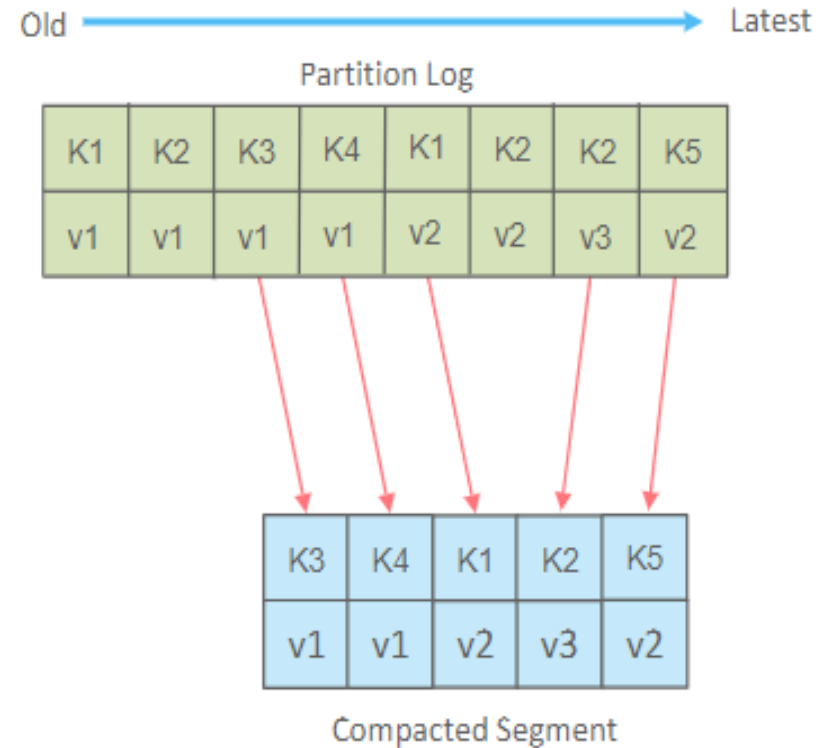 Old Latest
Partition Log
K1 K2 K3 K4 K1 K2 K2 K5
v1 v1 v1 v1 v2 v2 v3 v2
K3 K4 K1 K2 K5
v1 v1 v2 v3 v2
Compacted Segment